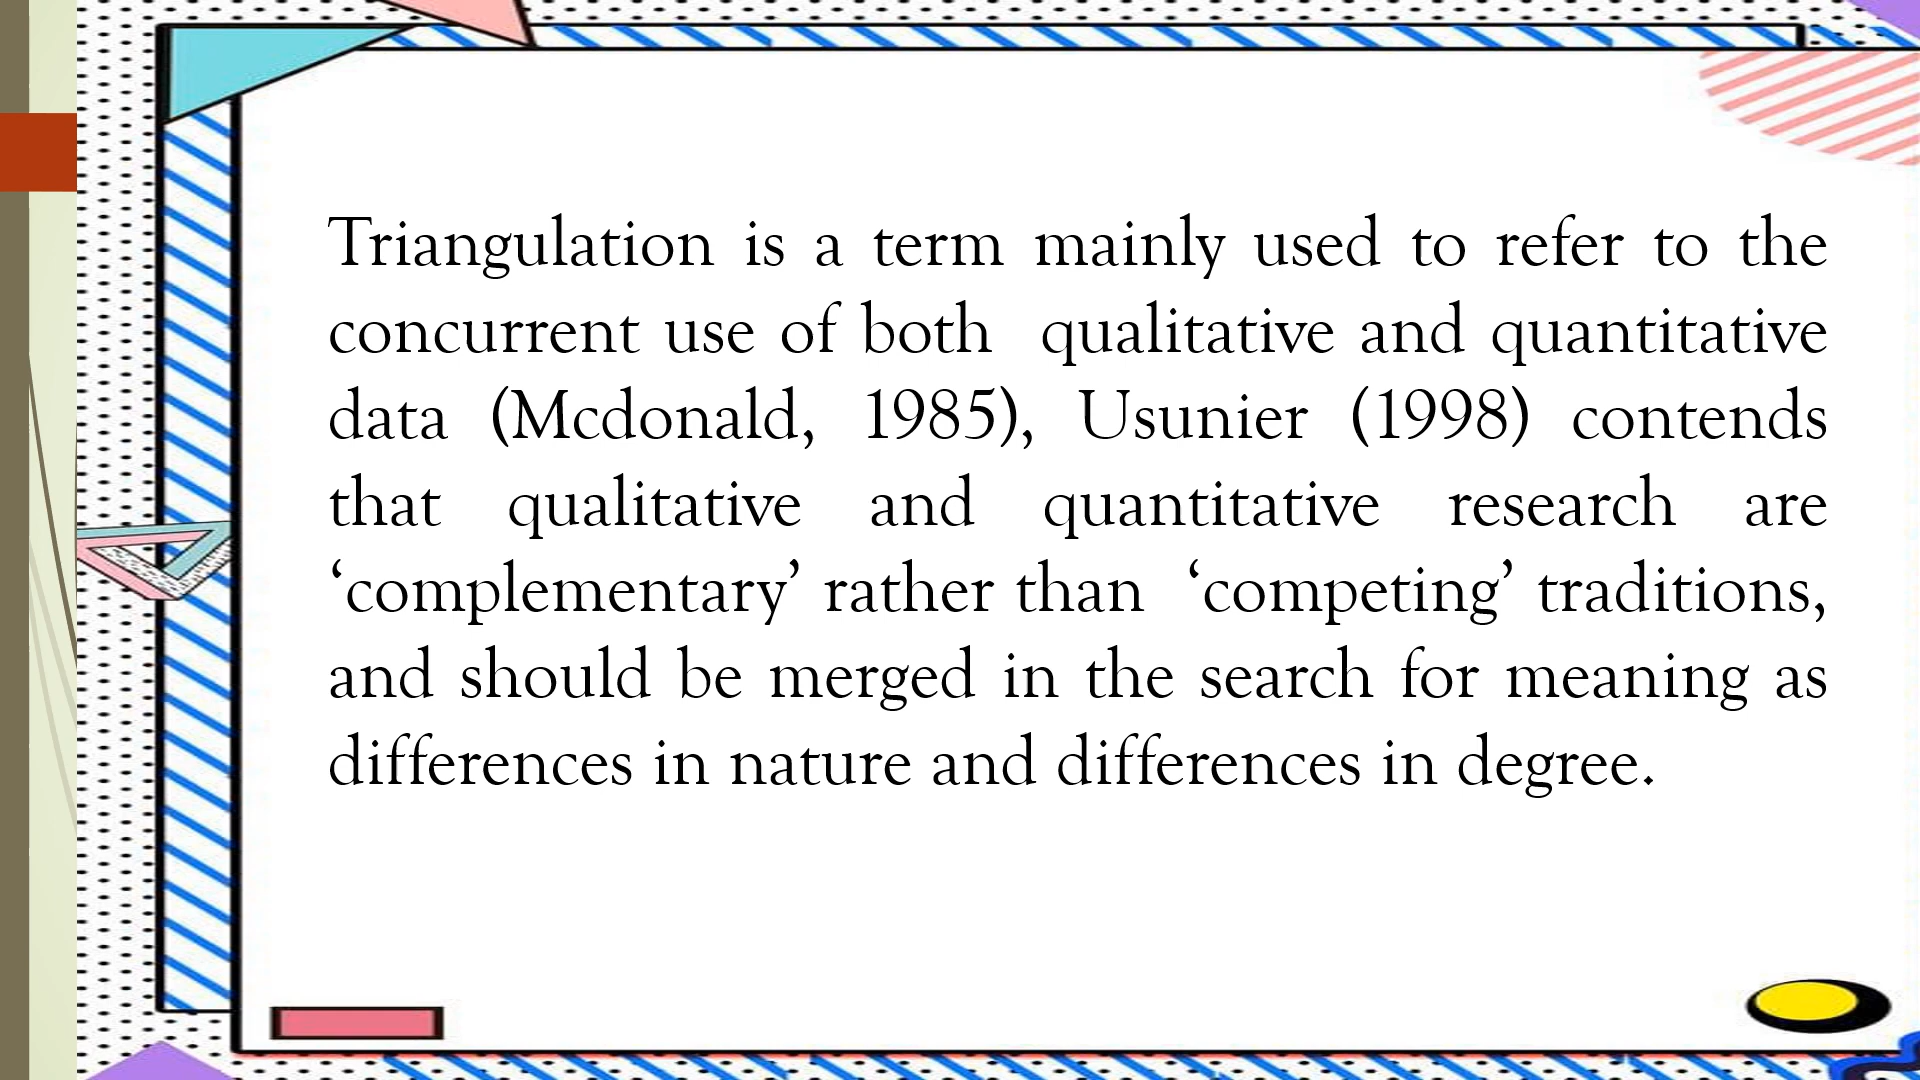 Triangulation is a term mainly used to refer to the
concurrent use of both  qualitative and quantitative
data (Mcdonald, 1985), Usunier (1998) contends
that qualitative and quantitative research are
‘complementary’ rather than  ‘competing’ traditions,
and should be merged in the search for meaning as
differences in nature and differences in degree.